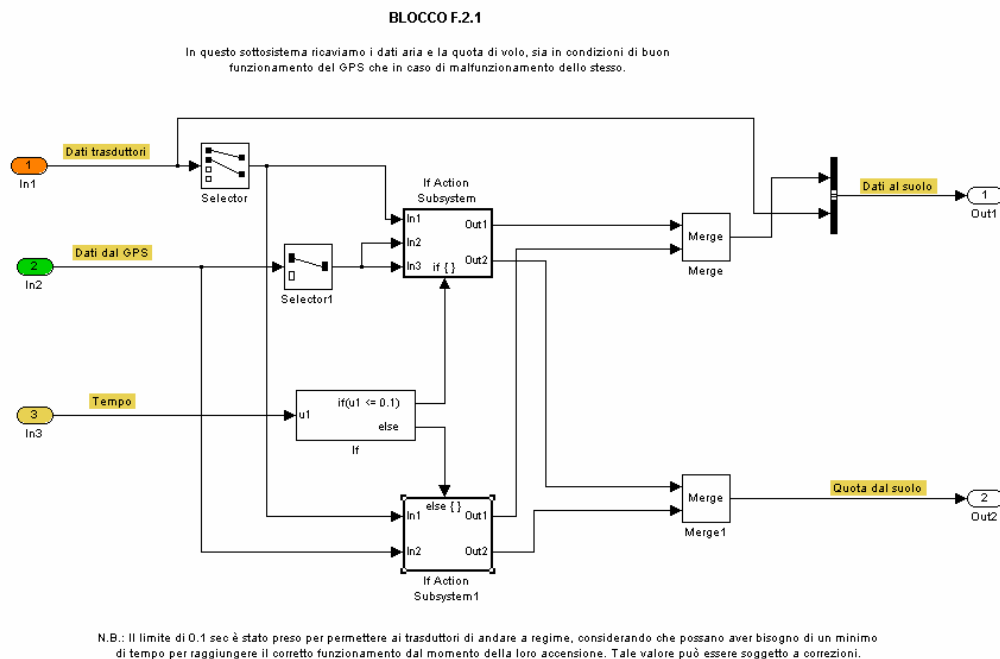 BLOCCO F.2.1
In questo sottosistema ricaviamo i dati aria e la quota di volo, sia in condizioni di buon
funzionamento del GPS che in caso di malfunzionamento dello stesso.
Dati trasduttori
1
In1
Selector
If Action
Subsystem
In1
In2
In3
Out1
Out2
if { }
Merge
Merge
Dati al suolo
1
Out1
Dati dal GPS
2
In2
Selector1
Tempo
3
In3
u1
if(u1 <= 0.1)
else
If
else { }
In1
In2
Out1
Out2
If Action
Subsystem1
Merge
Merge1
Quota dal suolo
2
Out2
N.B.: Il limite di 0.1 sec è stato preso per permettere ai trasduttori di andare a regime, considerando che possano aver bisogno di un minimo
di tempo per raggiungere il corretto funzionamento dal momento della loro accensione. Tale valore può essere soggetto a correzioni.